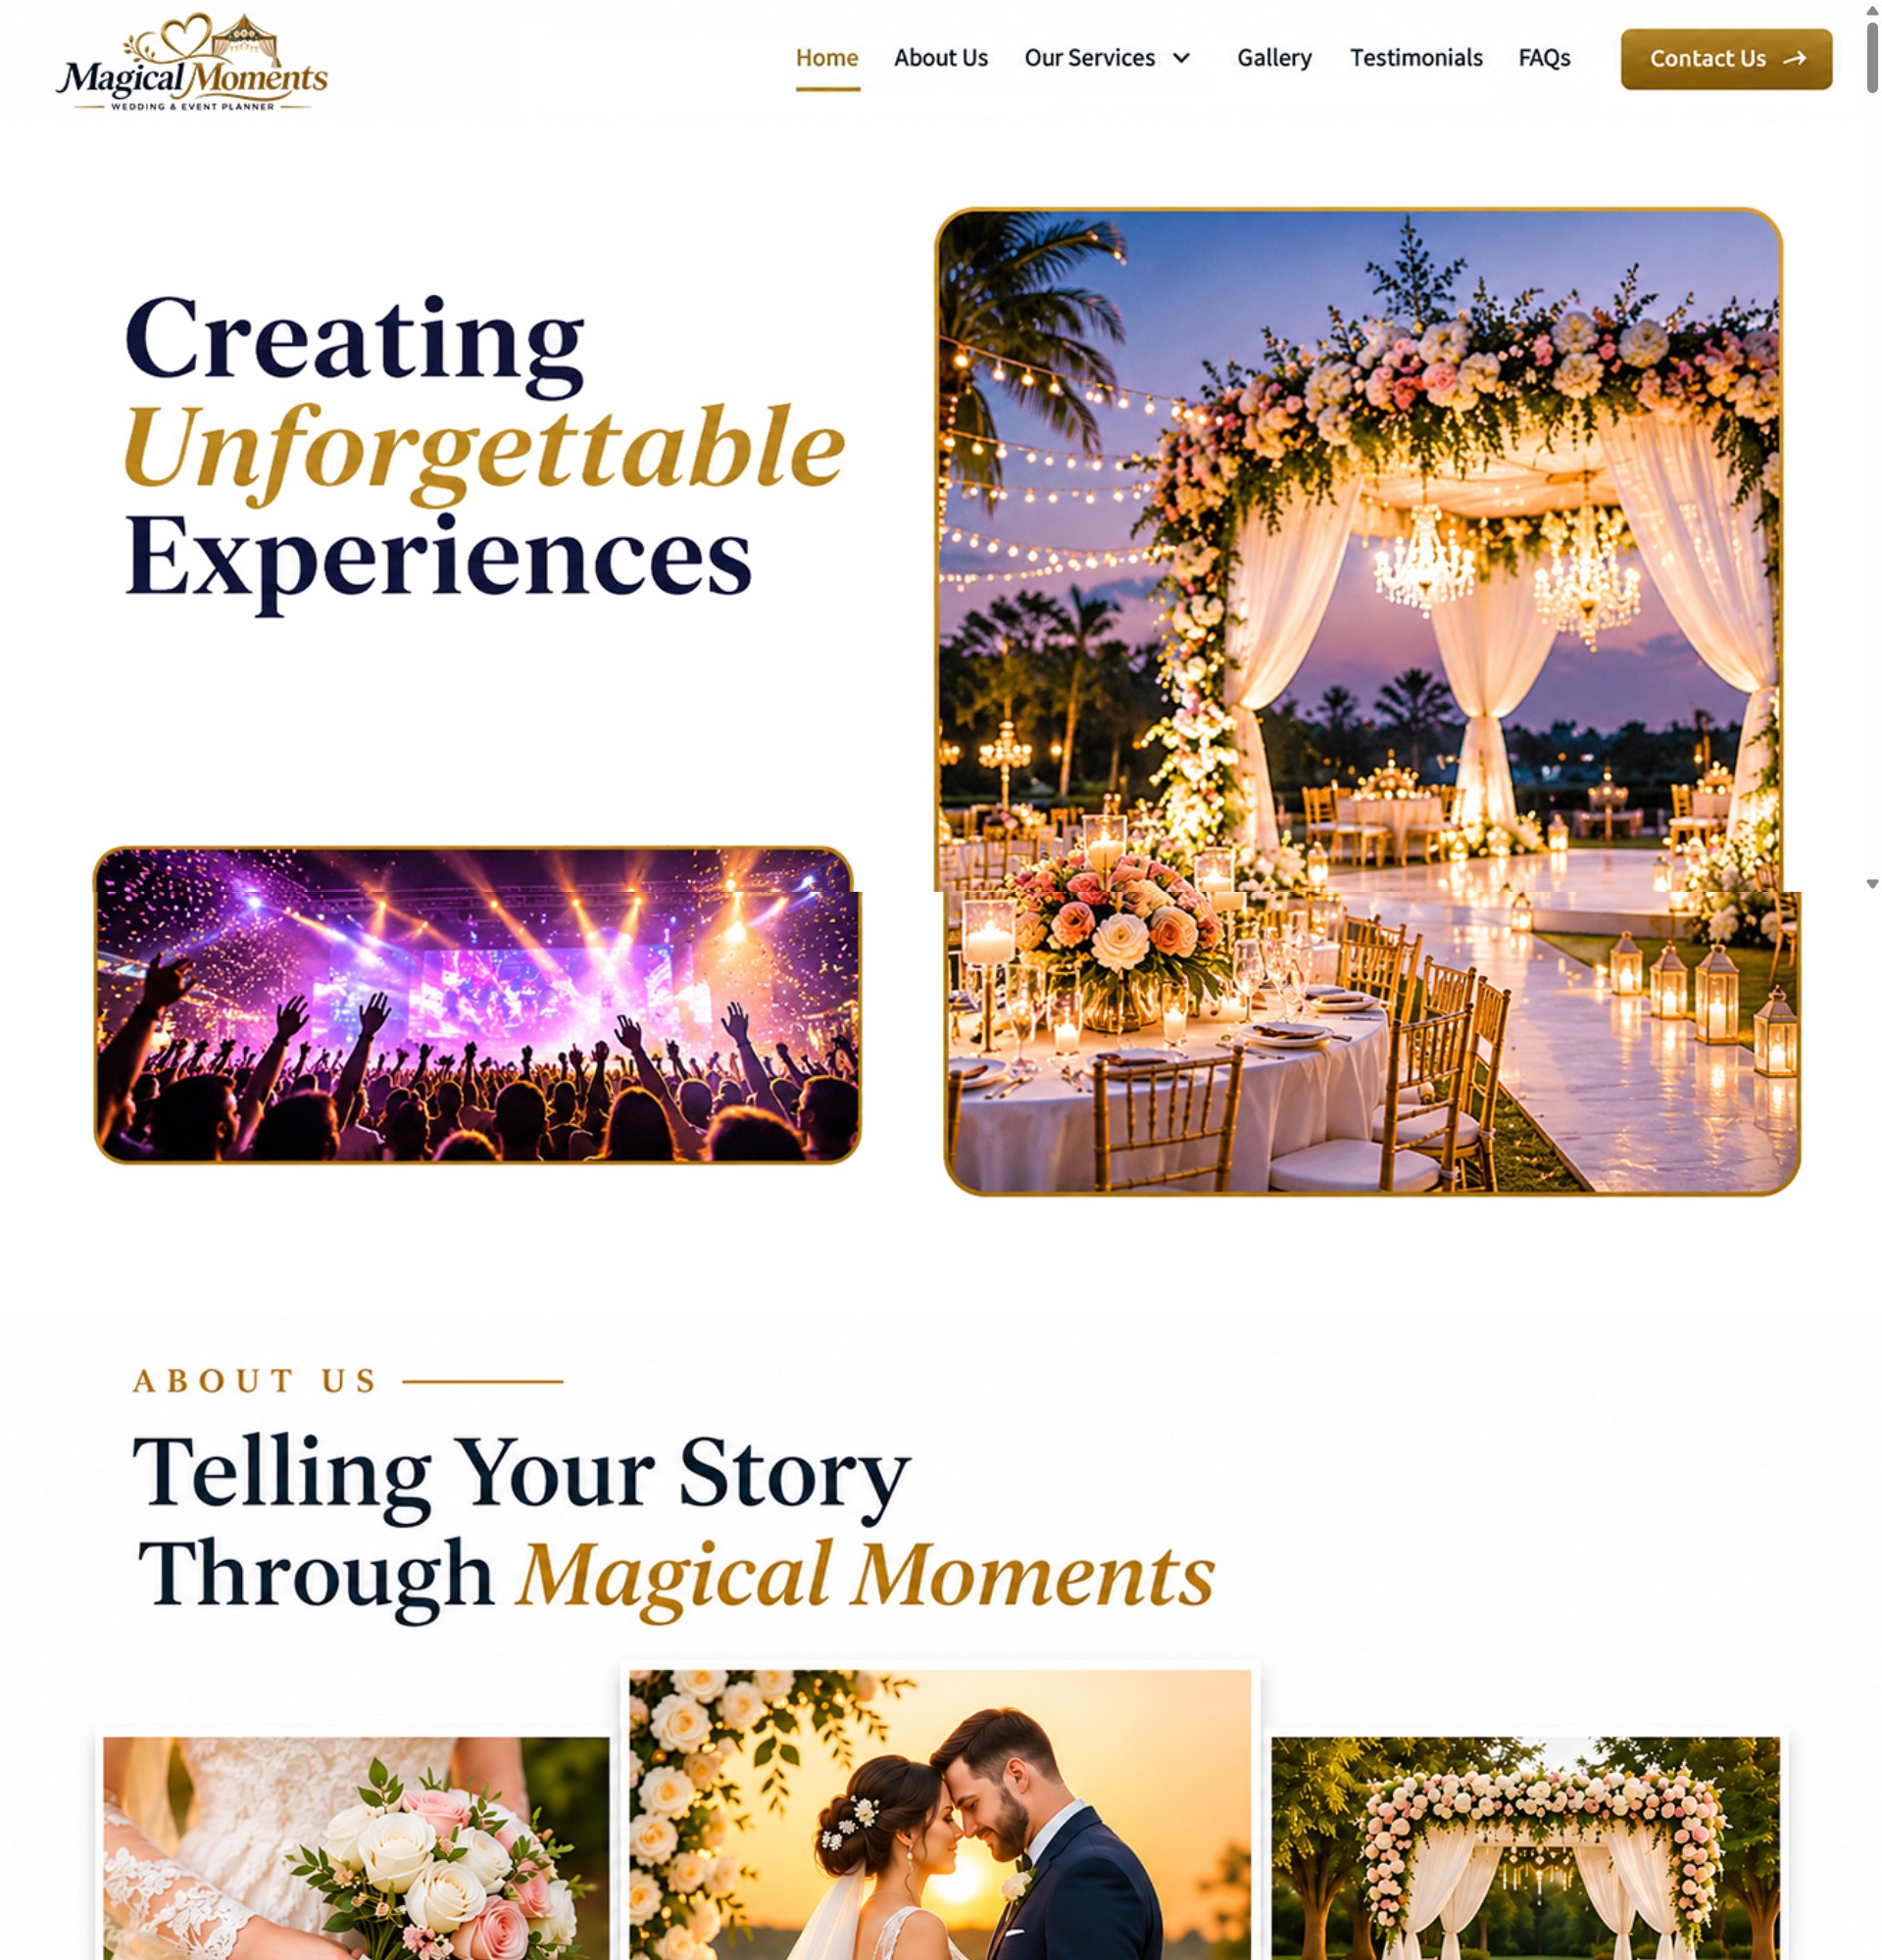 Magical Moments
WEDDING & EVENT PLANNER
Home About Us Our Services Gallery Testimonials FAQs Contact Us
Creating
Unforgettable
Experiences
ABOUT US
Telling Your Story
Through Magical Moments